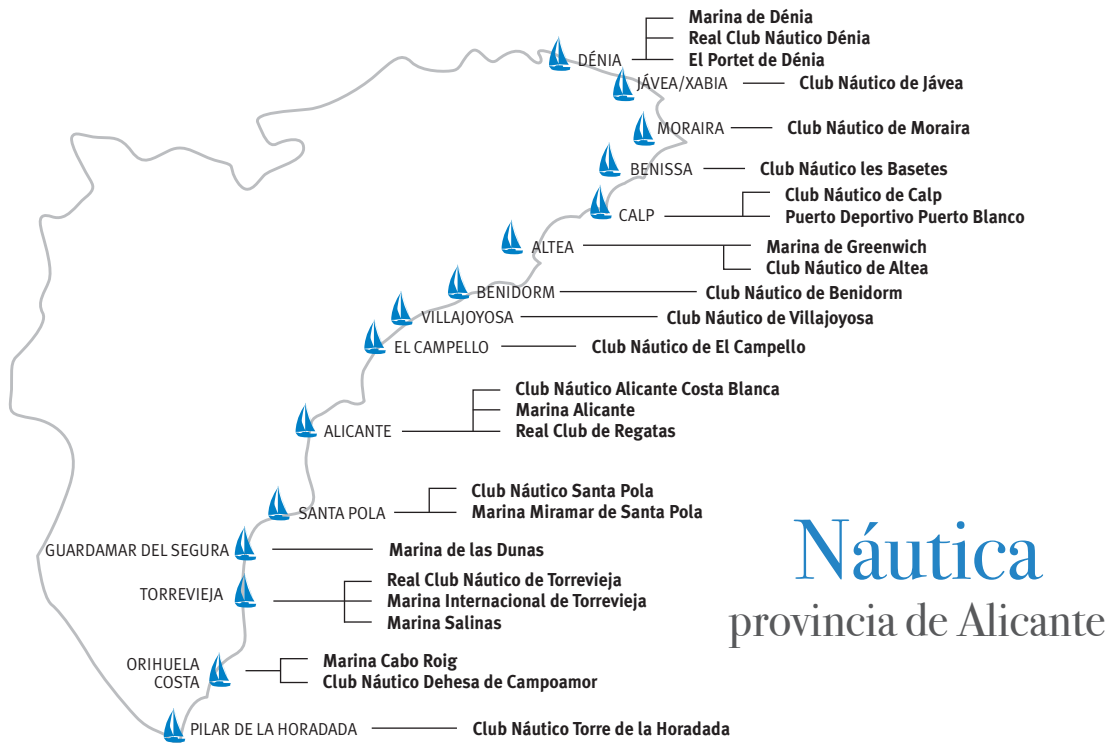 DÉNIA
Marina de Dénia
Real Club Náutico Dénia
El Portet de Dénia
JÁVEA/XABIA
Club Náutico de Jávea
MORAIRA
Club Náutico de Moraira
BENISSA
Club Náutico les Basetes
CALP
Club Náutico de Calp
Puerto Deportivo Puerto Blanco
ALTEA
Marina de Greenwich
Club Náutico de Altea
BENIDORM
Club Náutico de Benidorm
VILLAJOYOSA
Club Náutico de Villajoyosa
EL CAMPELLO
Club Náutico de El Campello
ALICANTE
Club Náutico Alicante Costa Blanca
Marina Alicante
Real Club de Regatas
SANTA POLA
Club Náutico Santa Pola
Marina Miramar de Santa Pola
GUARDAMAR DEL SEGURA
Marina de las Dunas
TORREVIEJA
Real Club Náutico de Torrevieja
Marina Internacional de Torrevieja
Marina Salinas
ORIHUELA
COSTA
Marina Cabo Roig
Club Náutico Dehesa de Campoamor
PILAR DE LA HORADADA
Club Náutico Torre de la Horadada
Náutica
provincia de Alicante